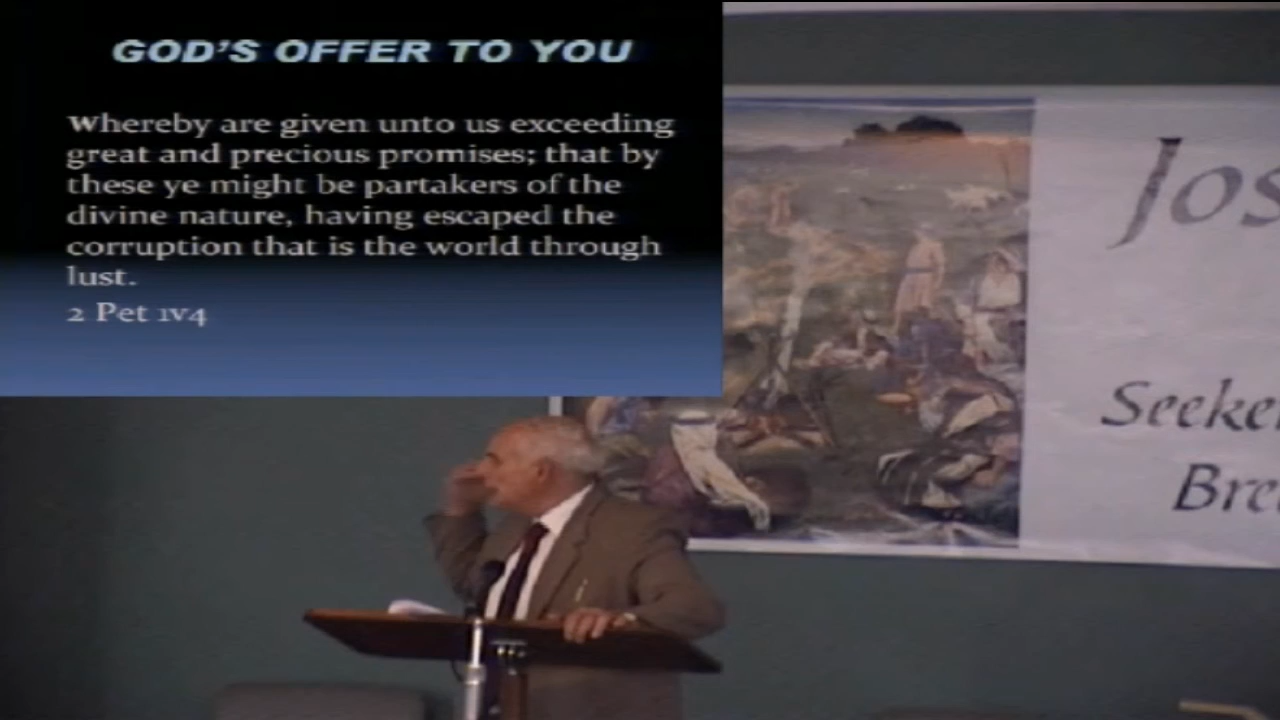 GOD'S OFFER TO YOU
Whereby are given unto us exceeding
great and precious promises; that by
these ye might be partakers of the
divine nature, having escaped the
corruption that is the world through
lust.
2 Pet 1v4
Jos
Seeke
Bre